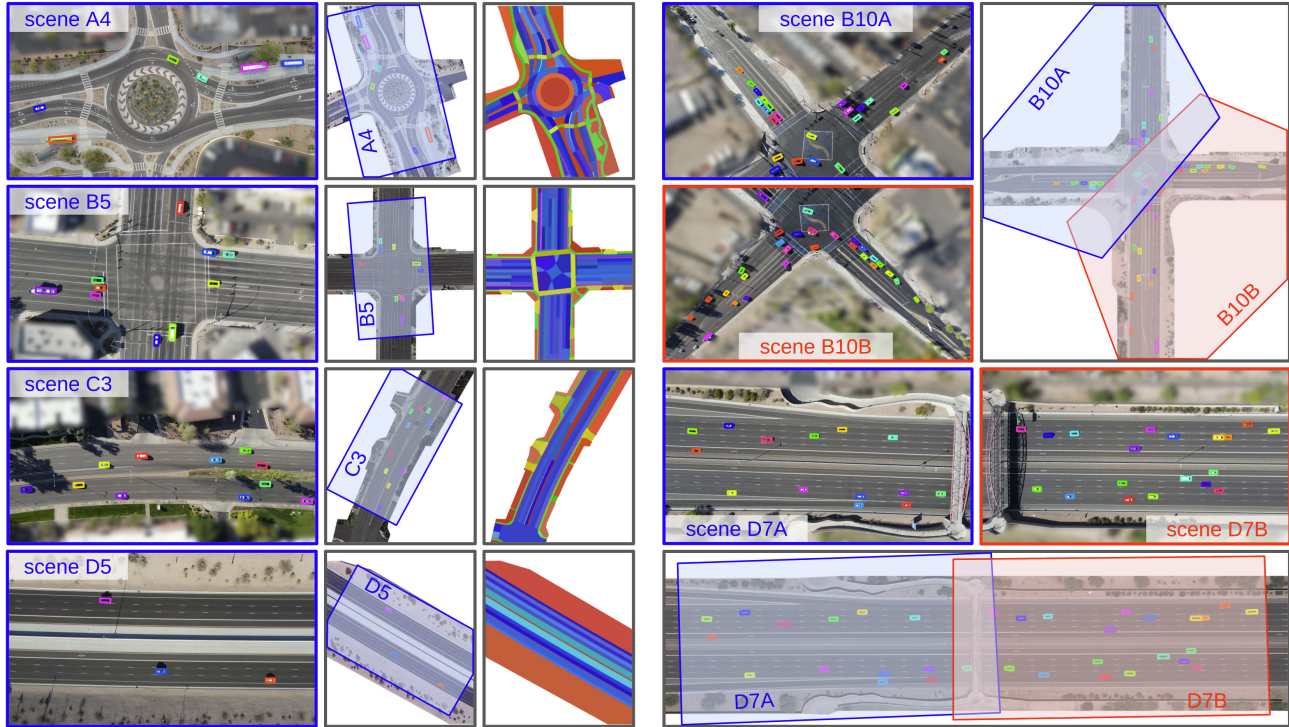 scene A4
A4
scene B5
B5
scene C3
C3
scene D5
D5
scene B10A
scene B10B
B10A
B10B
scene D7A
scene D7B
D7A
D7B